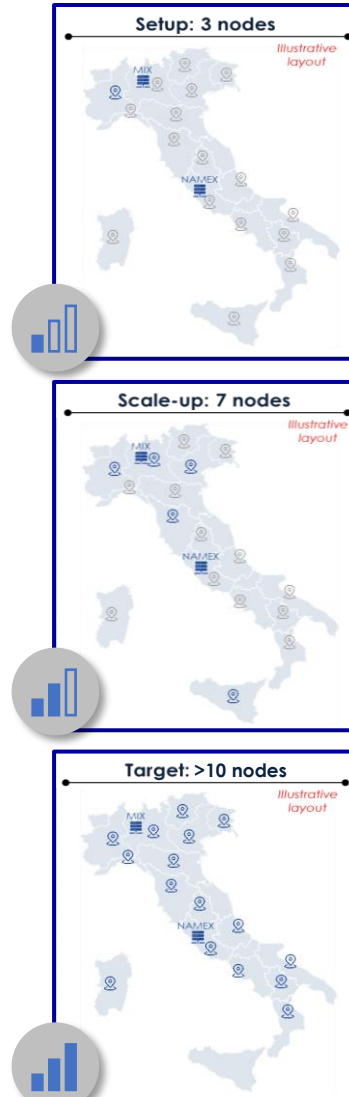 Setup: 3 nodes
Illustrative
layout
MIX
NAMEX
Scale-up: 7 nodes
Illustrative
layout
MIX
NAMEX
Target: >10 nodes
Illustrative
layout
MIX
NAMEX